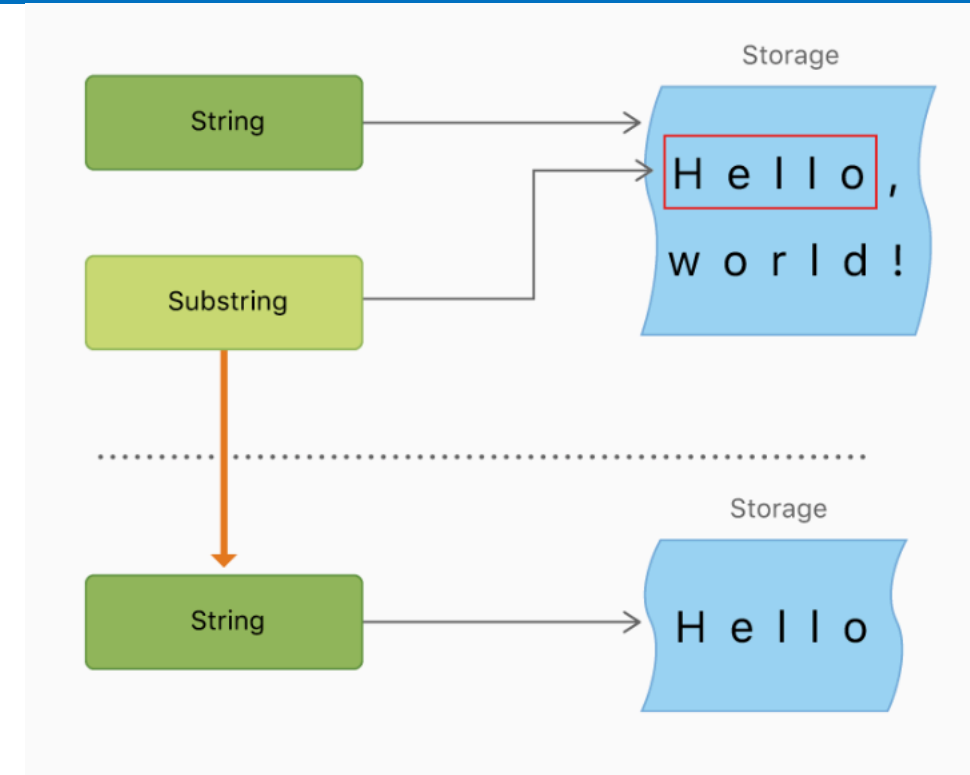 Storage
String
Hello,
Substring
world!
Storage
String
Hello